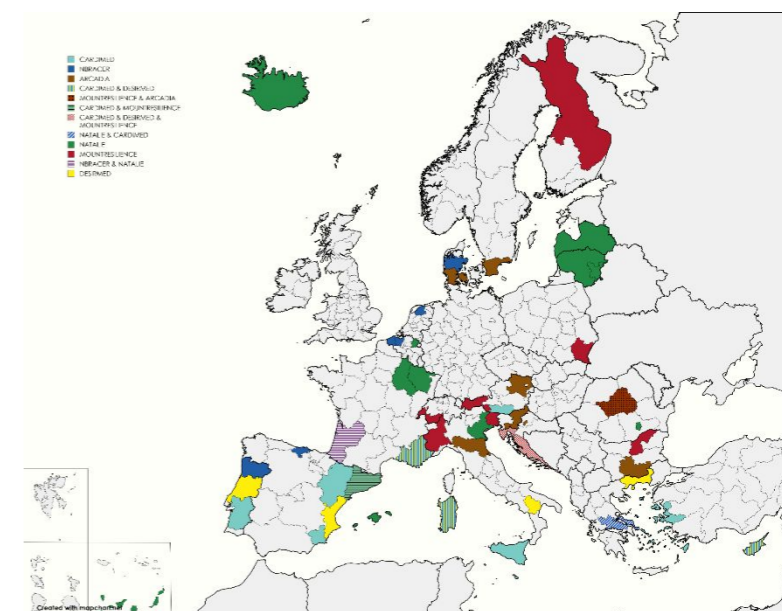 CARDIMED
NBRACER
ARCADIA
CARDIMED & DESIRMED
MOUNTRESILIENCE & ARCADIA
CARDIMED & MOUNTRESILIENCE
CARDIMED & DESIRMED &
MOUNTRESILIENCE
NATALIE & CARDIMED
NATALIE
MOUNTRESILIENCE
NBRACER & NATALIE
DESIRMED
Created with mapchart.net